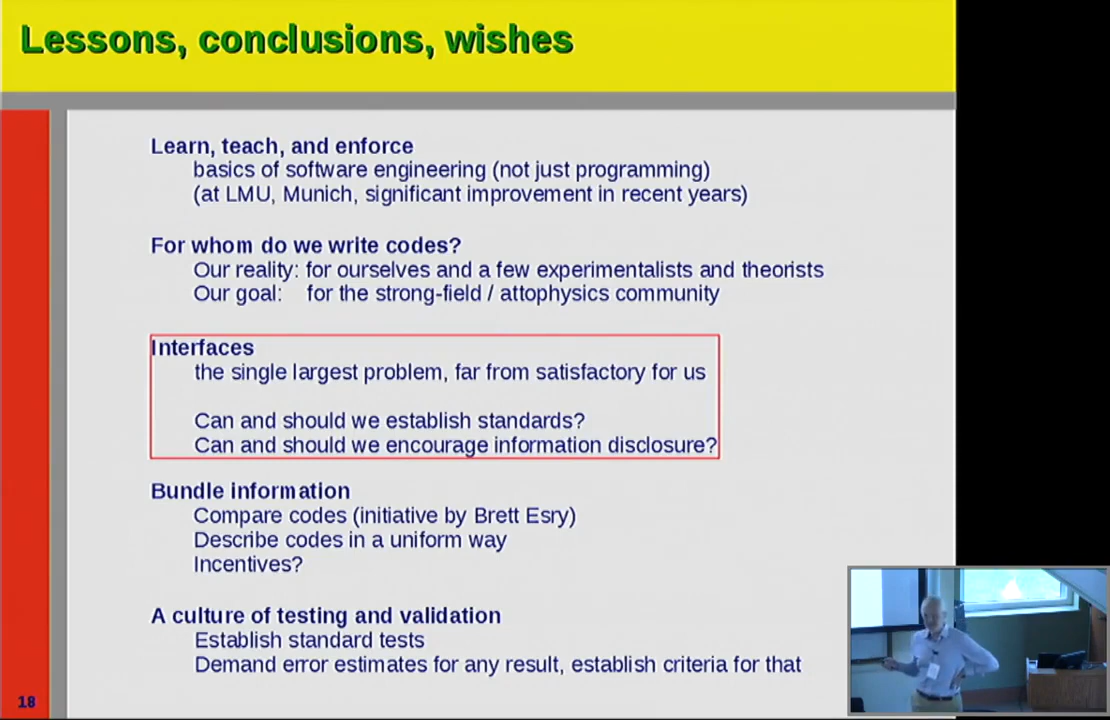 Lessons, conclusions, wishes
Learn, teach, and enforce
basics of software engineering (not just programming)
(at LMU, Munich, significant improvement in recent years)
For whom do we write codes?
Our reality: for ourselves and a few experimentalists and theorists
Our goal: for the strong-field / attophysics community
Interfaces
the single largest problem, far from satisfactory for us
Can and should we establish standards?
Can and should we encourage information disclosure?
Bundle information
Compare codes (initiative by Brett Esry)
Describe codes in a uniform way
Incentives?
A culture of testing and validation
Establish standard tests
Demand error estimates for any result, establish criteria for that
18